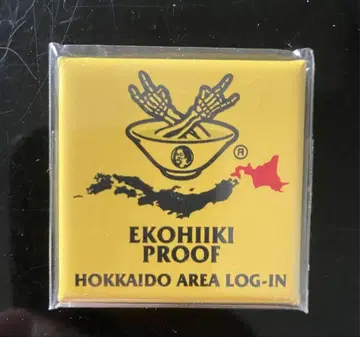 ®
EKOHIIKI
PROOF
HOKKAIDO AREA LOG-IN